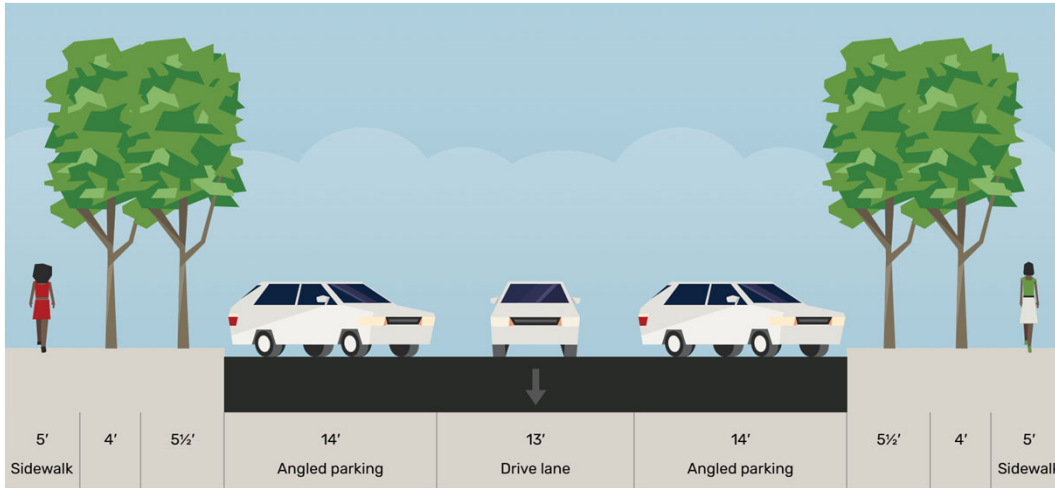 5′ 4′ 5½′ 14′ 13′ 14′ 5½′ 4′ 5′
Sidewalk Angled parking Drive lane Angled parking Sidewalk